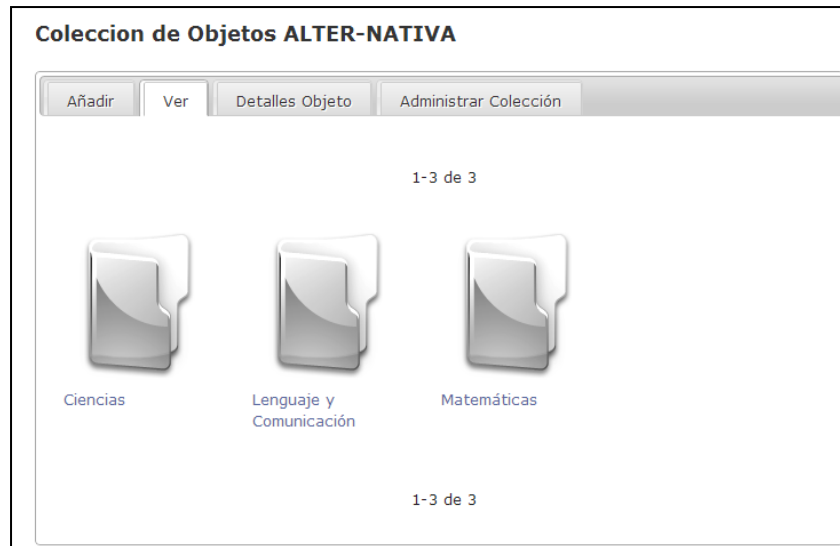 Coleccion de Objetos ALTER-NATIVA
Añadir Ver Detalles Objeto Administrar Colección
1-3 de 3
Ciencias Lenguaje y Matemáticas
Comunicación
1-3 de 3